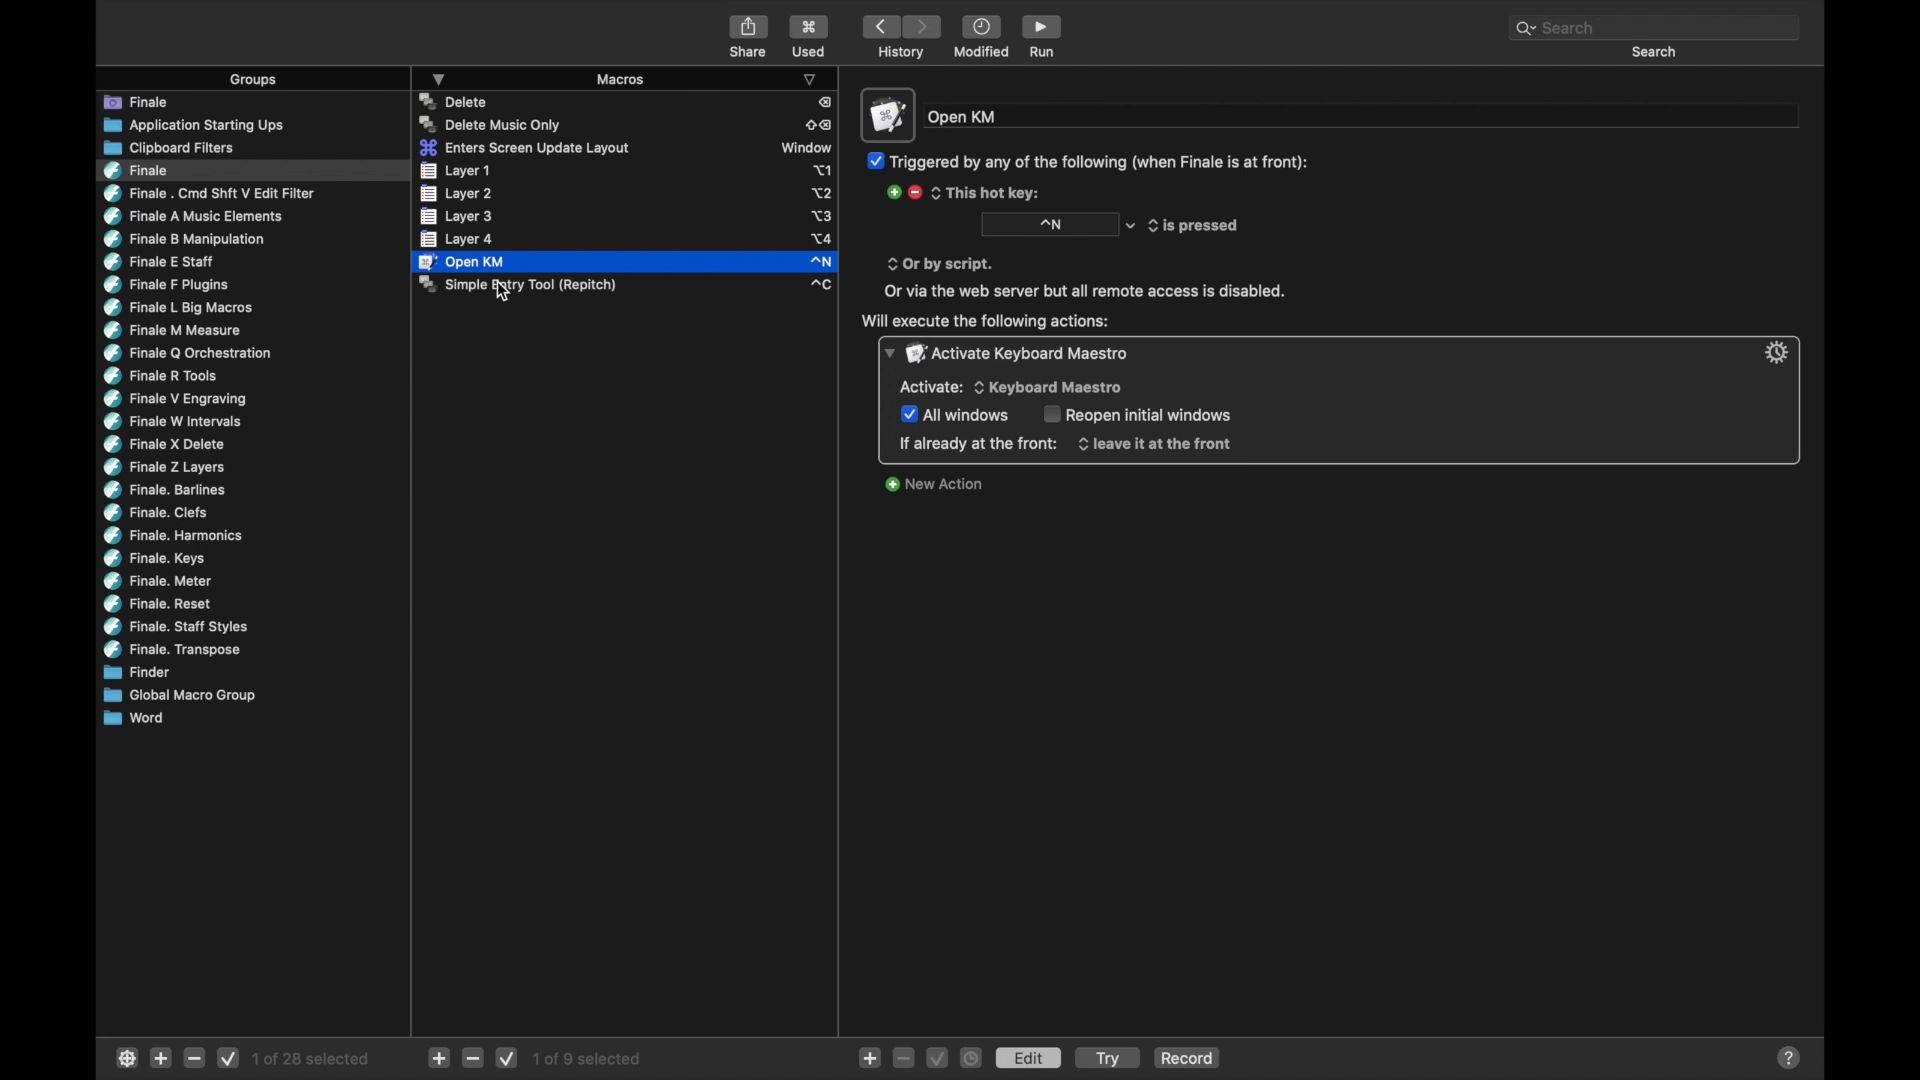 Share
Used
History
Modified
Run
Search
Search
Groups
Macros
Finale
Application Starting Ups
Clipboard Filters
Finale
Finale . Cmd Shft V Edit Filter
Finale A Music Elements
Finale B Manipulation
Finale E Staff
Finale F Plugins
Finale L Big Macros
Finale M Measure
Finale Q Orchestration
Finale R Tools
Finale V Engraving
Finale W Intervals
Finale X Delete
Finale Z Layers
Finale. Barlines
Finale. Clefs
Finale. Harmonics
Finale. Keys
Finale. Meter
Finale. Reset
Finale. Staff Styles
Finale. Transpose
Finder
Global Macro Group
Word
Delete ⌫
Delete Music Only ⇧⌫
Enters Screen Update Layout Window
Layer 1 ⌥1
Layer 2 ⌥2
Layer 3 ⌥3
Layer 4 ⌥4
Open KM ^N
Simple Entry Tool (Repitch) ^C
Open KM
Triggered by any of the following (when Finale is at front):
This hot key:
^N is pressed
Or by script.
Or via the web server but all remote access is disabled.
Will execute the following actions:
Activate Keyboard Maestro
Activate: Keyboard Maestro
All windows Reopen initial windows
If already at the front: leave it at the front
New Action
1 of 28 selected
1 of 9 selected
Edit
Try
Record
?